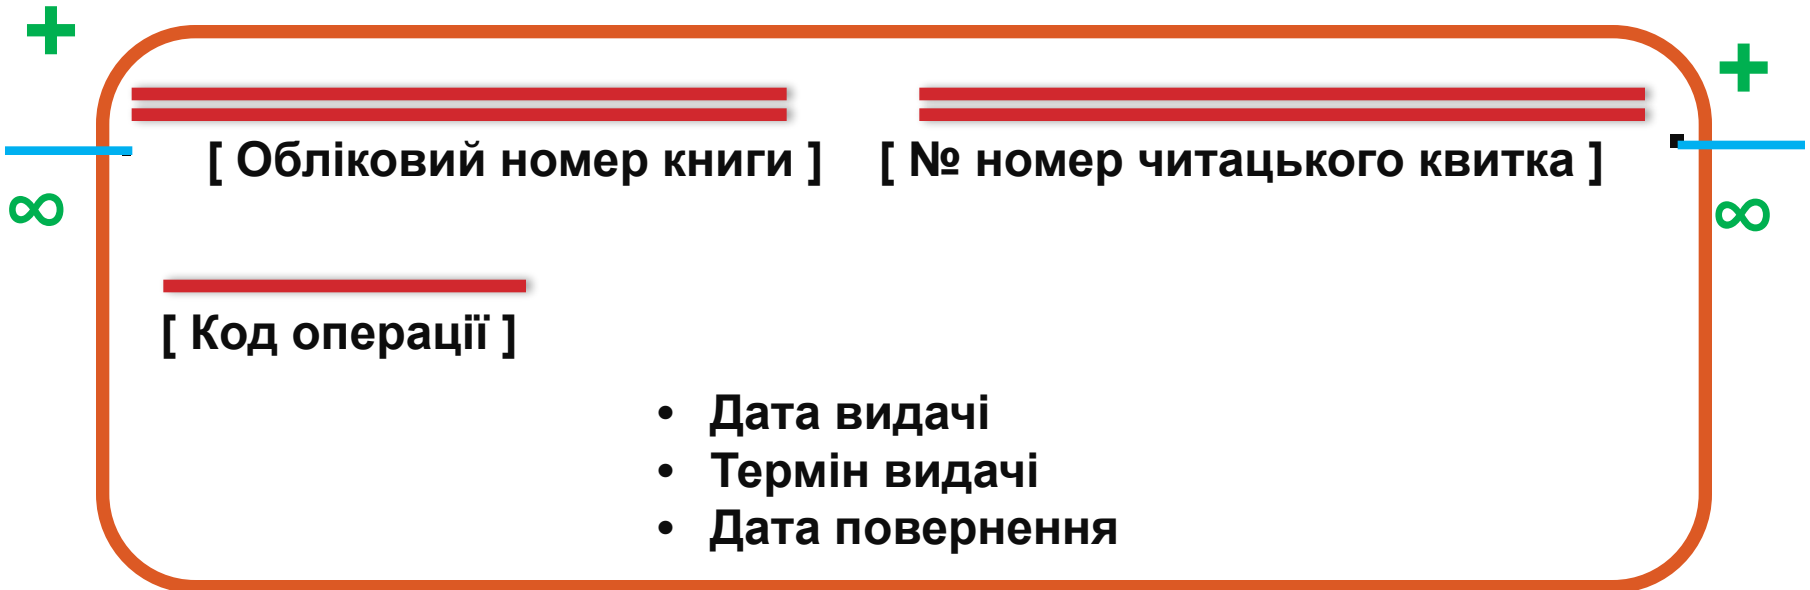 + +
[ Обліковий номер книги ] [ № номер читацького квитка ]
∞ ∞
[ Код операції ]
• Дата видачі
• Термін видачі
• Дата повернення